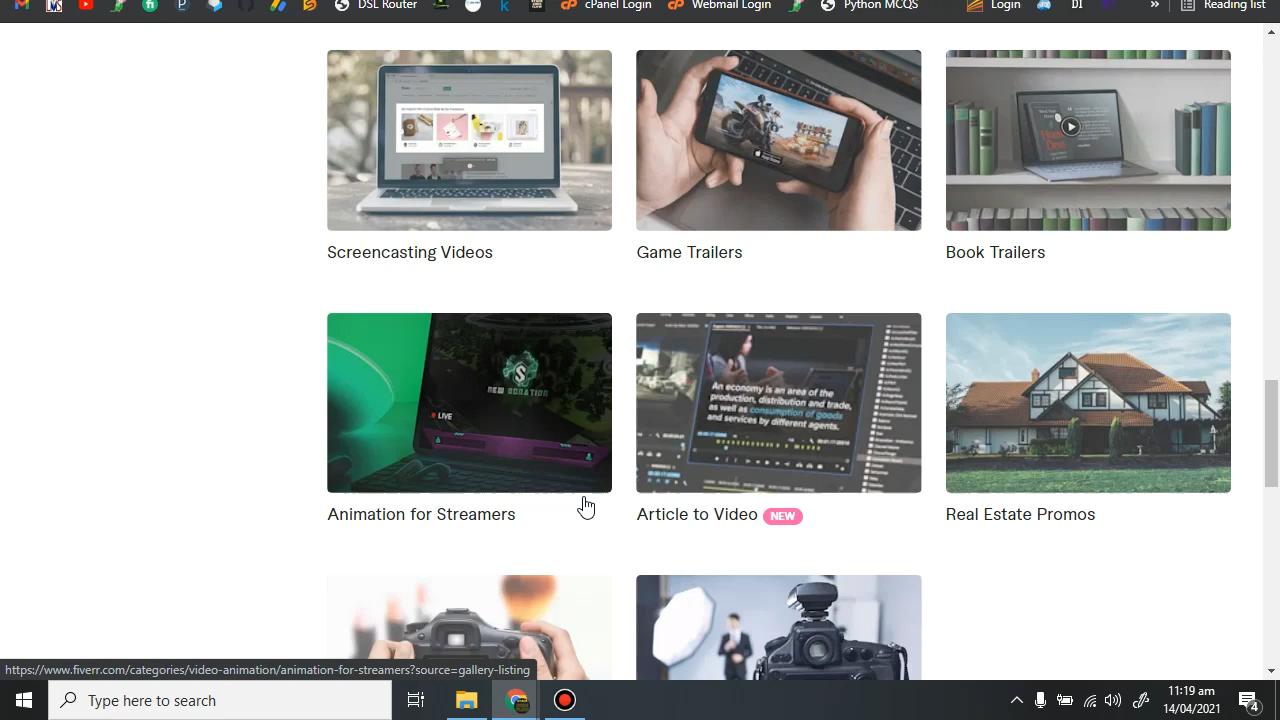 DSL Router
cPanel Login
Webmail Login
Python MCQS
Login
DI
»
Reading list
Screencasting Videos
Game Trailers
Book Trailers
NEW DONATION
LIVE
An economy is an area of the
production, distribution and trade,
as well as consumption of goods
and services by different agents.
Animation for Streamers
Article to Video NEW
Real Estate Promos
https://www.fiverr.com/categories/video-animation/animation-for-streamers?source=gallery-listing
Type here to search
11:19 am
14/04/2021
4